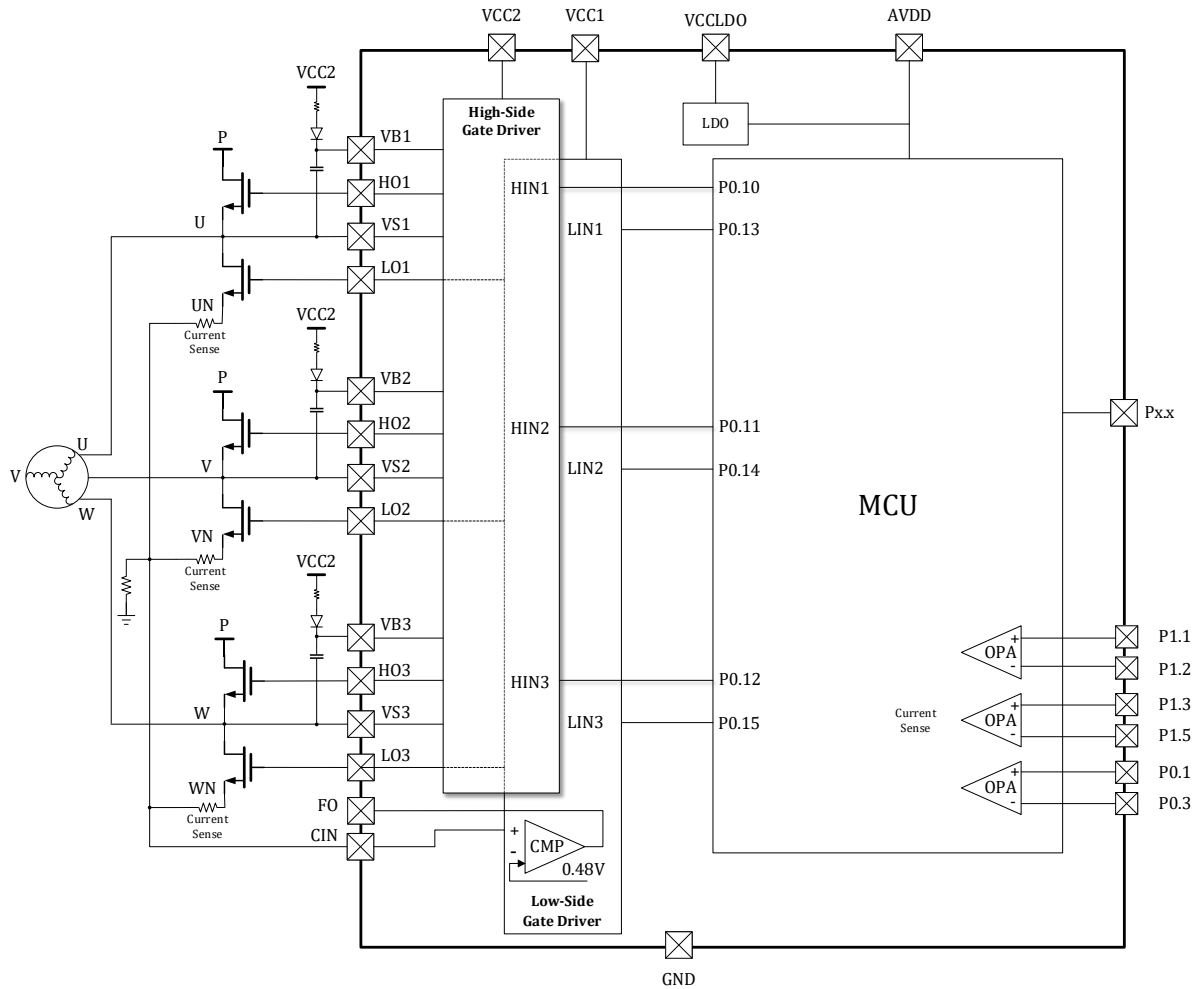 VCC2
VCC1
VCCLDO
AVDD
VCC2
High-Side
Gate Driver
LDO
P
VB1
HO1
HIN1
P0.10
U
VS1
LIN1
P0.13
LO1
UN
Current
Sense
VCC2
P
VB2
HO2
HIN2
P0.11
Px.x
U
V
V
VS2
LIN2
P0.14
W
LO2
MCU
VN
Current
Sense
VCC2
P
VB3
HO3
HIN3
P0.12
W
VS3
LIN3
P0.15
LO3
WN
Current
Sense
FO
CIN
+
-
CMP
0.48V
Low-Side
Gate Driver
+
OPA
-
P1.1
P1.2
Current
Sense
+
OPA
-
P1.3
P1.5
+
OPA
-
P0.1
P0.3
GND